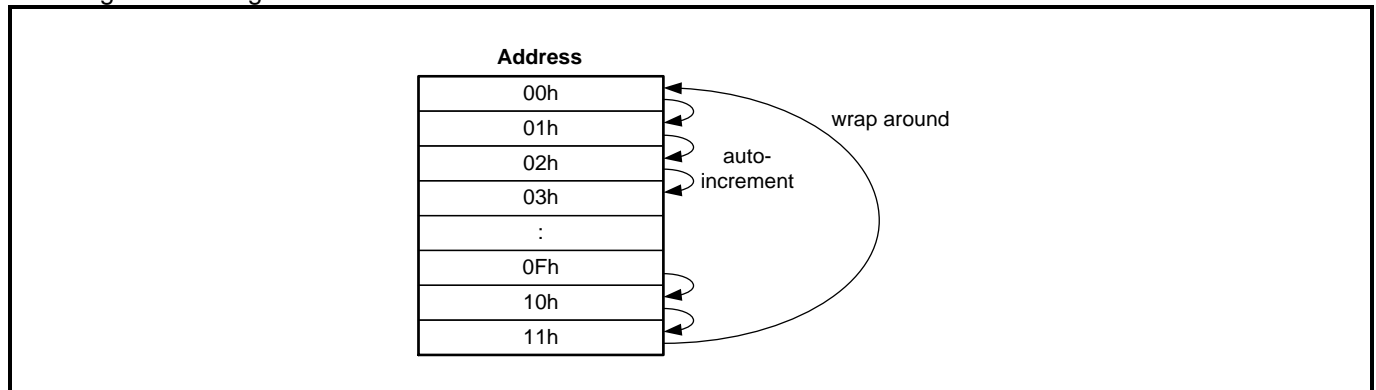 Address
00h
01h
02h
03h
:
0Fh
10h
11h
wrap around
auto-
increment